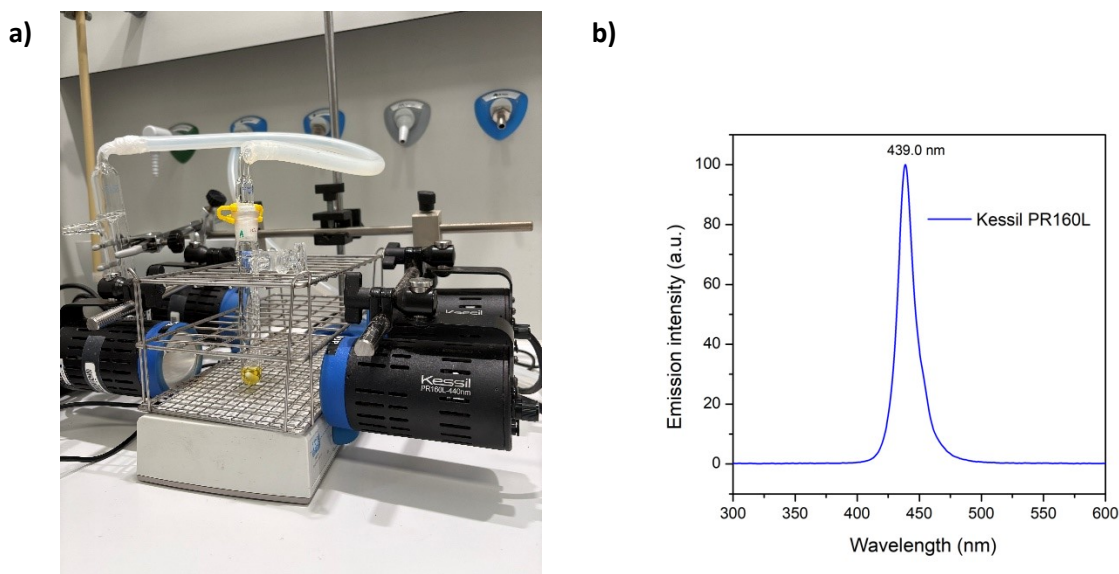 a)
b)
Kessil
Kessil
PR160L-440nm
439.0 nm
Kessil PR160L
Emission intensity (a.u.)
100
80
60
40
20
0
300
350
400
450
500
550
600
Wavelength (nm)